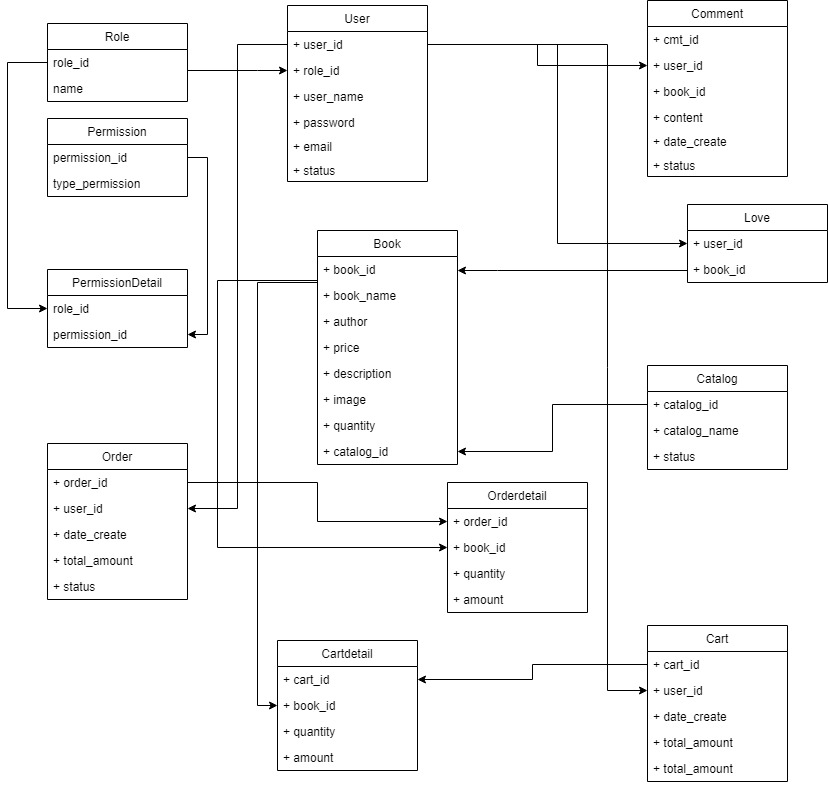 Role
role_id
name
Permission
permission_id
type_permission
PermissionDetail
role_id
permission_id
User
+ user_id
+ role_id
+ user_name
+ password
+ email
+ status
Comment
+ cmt_id
+ user_id
+ book_id
+ content
+ date_create
+ status
Love
+ user_id
+ book_id
Book
+ book_id
+ book_name
+ author
+ price
+ description
+ image
+ quantity
+ catalog_id
Catalog
+ catalog_id
+ catalog_name
+ status
Order
+ order_id
+ user_id
+ date_create
+ total_amount
+ status
Orderdetail
+ order_id
+ book_id
+ quantity
+ amount
Cartdetail
+ cart_id
+ book_id
+ quantity
+ amount
Cart
+ cart_id
+ user_id
+ date_create
+ total_amount
+ total_amount